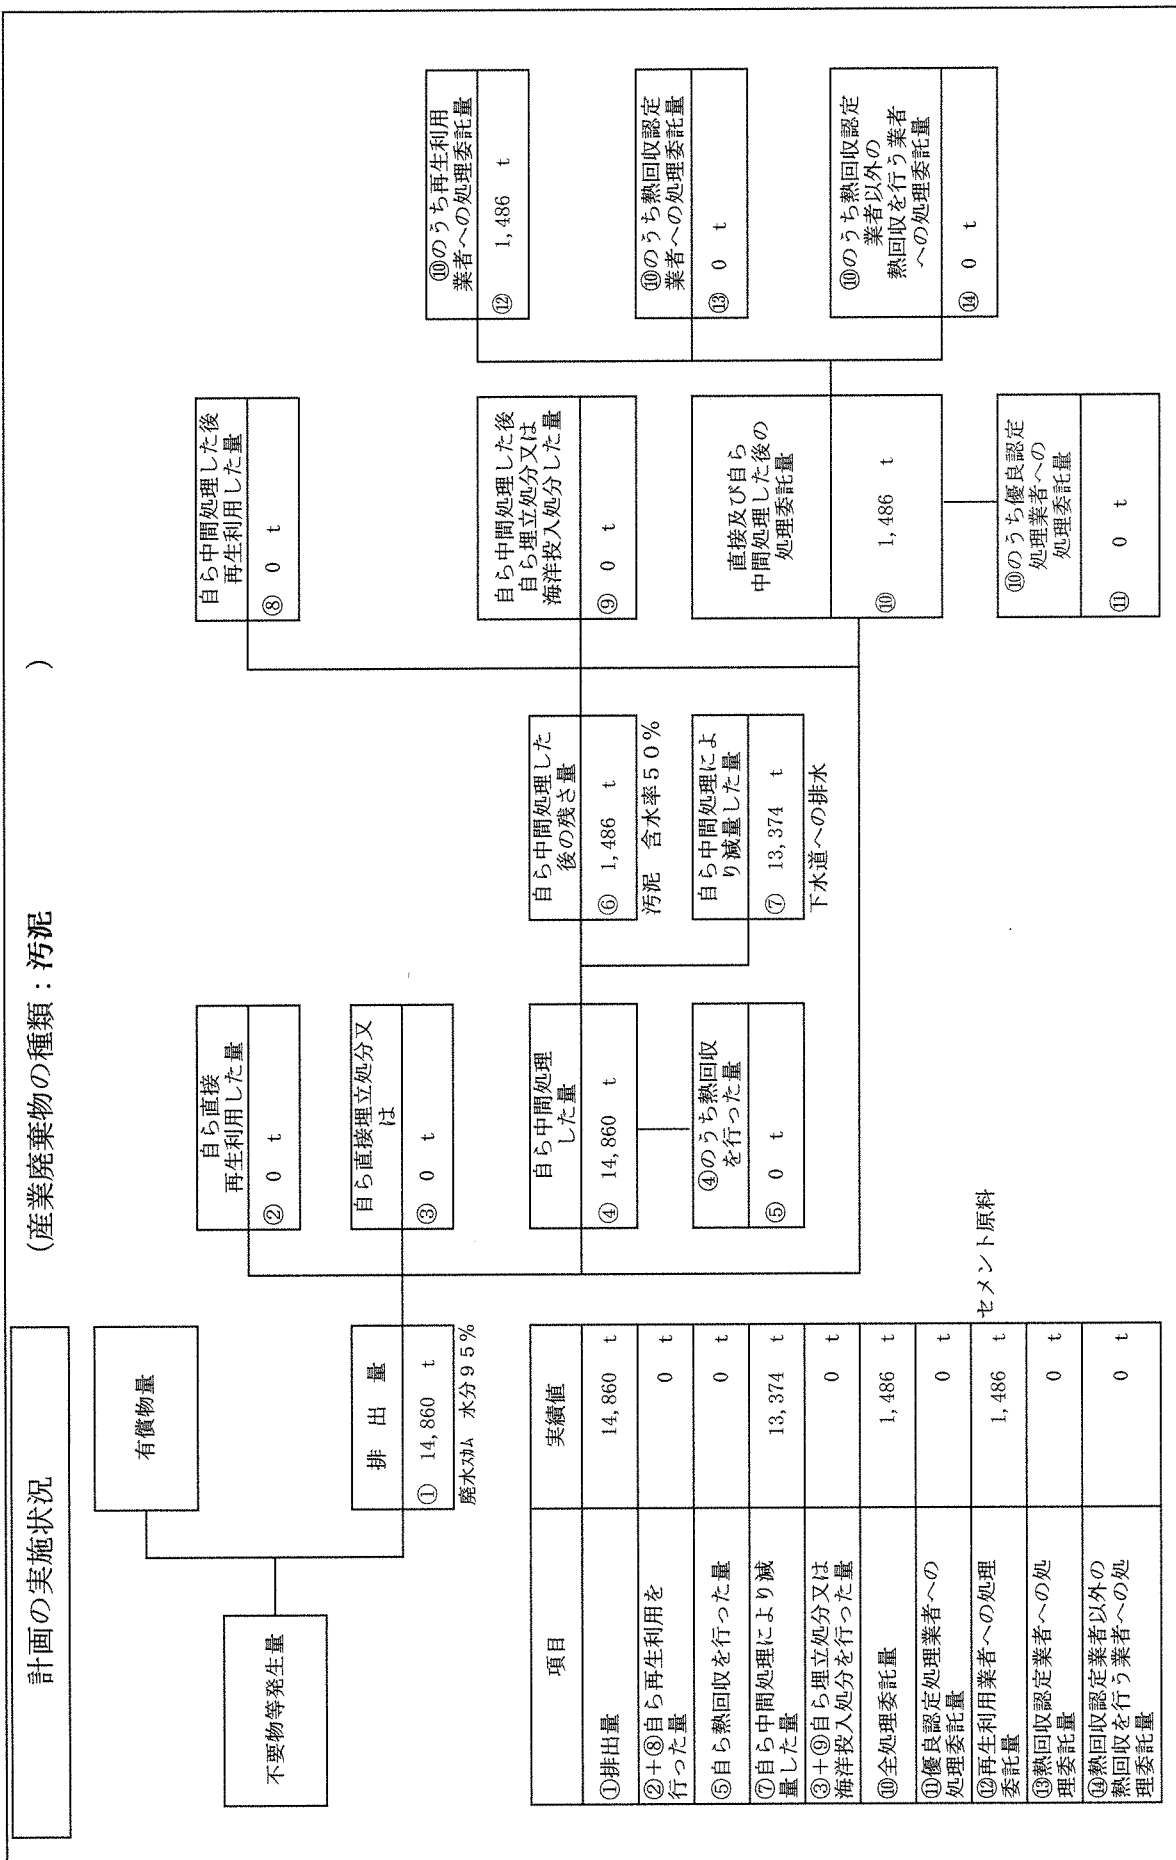 計画の実施状況
(産業廃棄物の種類：汚泥　　　)
不要物等発生量
有償物量
排 出 量
① 14,860 t
廃水ｽｶﾑ 水分９５％
自ら直接
再生利用した量
② 0 t
自ら直接埋立処分又
は
③ 0 t
自ら中間処理
した量
④ 14,860 t
④のうち熱回収
を行った量
⑤ 0 t
自ら中間処理した
後の残さ量
⑥ 1,486 t
汚泥 含水率５０％
自ら中間処理によ
り減量した量
⑦ 13,374 t
下水道への排水
自ら中間処理した後
再生利用した量
⑧ 0 t
自ら中間処理した後
自ら埋立処分又は
海洋投入処分した量
⑨ 0 t
直接及び自ら
中間処理した後の
処理委託量
⑩ 1,486 t
⑩のうち優良認定
処理業者への
処理委託量
⑪ 0 t
⑩のうち再生利用
業者への処理委託量
⑫ 1,486 t
⑩のうち熱回収認定
業者への処理委託量
⑬ 0 t
⑩のうち熱回収認定
業者以外の
熱回収を行う業者
への処理委託量
⑭ 0 t
項目 実績値
①排出量 14,860 t
②＋⑧自ら再生利用を
行った量 0 t
⑤自ら熱回収を行った量 0 t
⑦自ら中間処理により減
量した量 13,374 t
③＋⑨自ら埋立処分又は
海洋投入処分を行った量 0 t
⑩全処理委託量 1,486 t
⑪優良認定処理業者への
処理委託量 0 t
⑫再生利用業者への処理
委託量 1,486 t セメント原料
⑬熱回収認定業者への処
理委託量 0 t
⑭熱回収認定業者以外の
熱回収を行う業者への処
理委託量 0 t